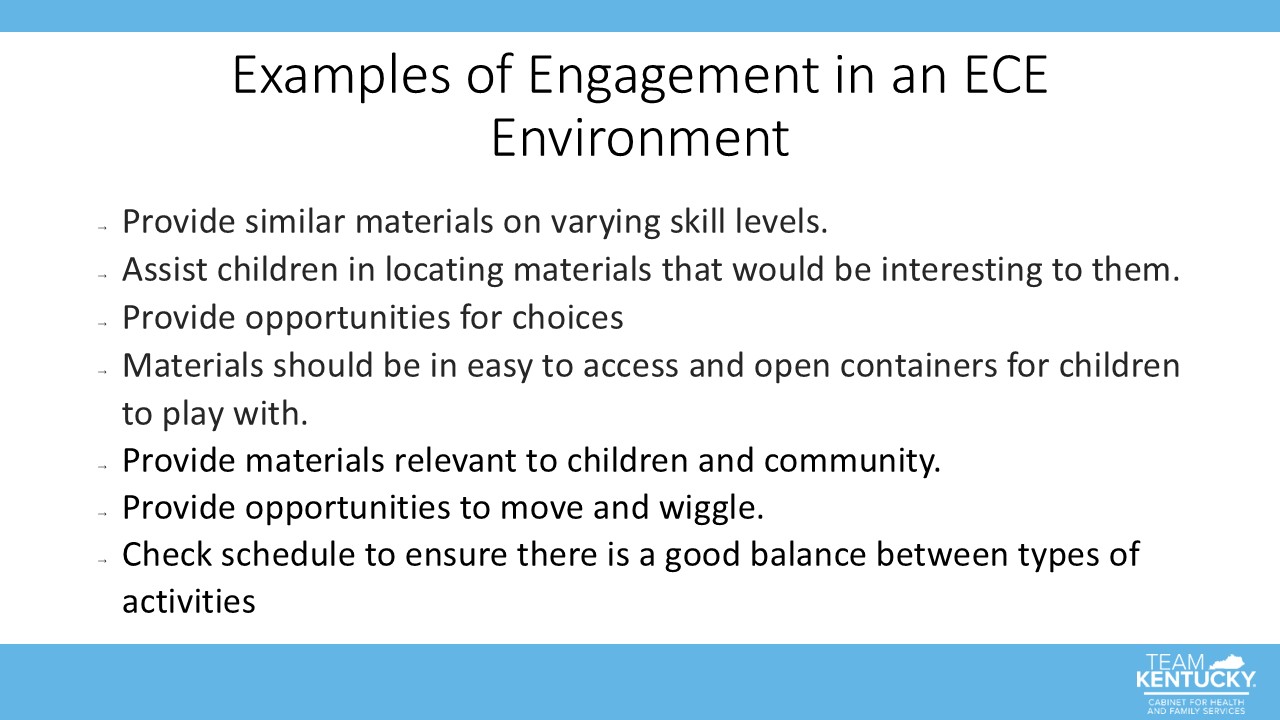 Examples of Engagement in an ECE
Environment
→ Provide similar materials on varying skill levels.
→ Assist children in locating materials that would be interesting to them.
→ Provide opportunities for choices
→ Materials should be in easy to access and open containers for children
to play with.
→ Provide materials relevant to children and community.
→ Provide opportunities to move and wiggle.
→ Check schedule to ensure there is a good balance between types of
activities
TEAM
KENTUCKY.
CABINET FOR HEALTH
AND FAMILY SERVICES